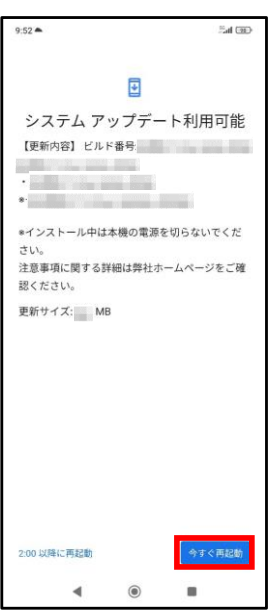 9:52
システム アップデート利用可能
【更新内容】 ビルド番号:
・
※
※インストール中は本機の電源を切らないでくだ
さい。
注意事項に関する詳細は弊社ホームページをご確
認ください。
更新サイズ: MB
2:00 以降に再起動
今すぐ再起動